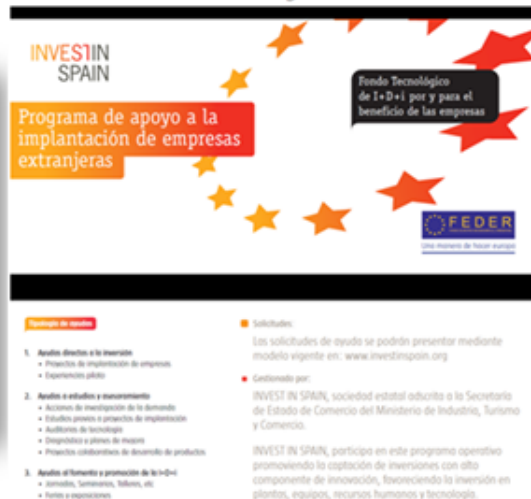 INVEST IN
SPAIN
Programa de apoyo a la
implantación de empresas
extranjeras
Fondo Tecnológico
de I+D+i por y para el
beneficio de las empresas
FEDER
Una manera de hacer europa
Tipología de ayudas
1. Ayudas directas a la inversión
• Proyectos de implantación de empresas
• Experiencias piloto
2. Ayudas a estudios y asesoramiento
• Acciones de investigación de la demanda
• Estudios previos a proyectos de implantación
• Auditorías de tecnología
• Diagnóstico y planes de mejora
• Proyectos colaborativos de desarrollo de productos
3. Ayudas al fomento y promoción de la I+D+i
• Jornadas, Seminarios, Talleres, etc
• Ferias y exposiciones
Solicitudes:
Las solicitudes de ayuda se podrán presentar mediante
modelo vigente en: www.investinspain.org
Gestionado por:
INVEST IN SPAIN, sociedad estatal adscrita a la Secretaría
de Estado de Comercio del Ministerio de Industria, Turismo
y Comercio.
INVEST IN SPAIN, participa en este programa operativo
promoviendo la captación de inversiones con alto
componente de innovación, favoreciendo la inversión en
plantas, equipos, recursos humanos y tecnología.